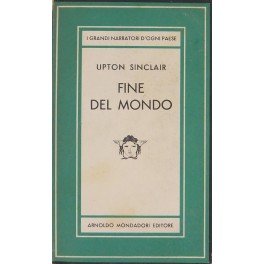 I GRANDI NARRATORI D'OGNI PAESE
UPTON SINCLAIR
FINE
DEL MONDO
ARNOLDO MONDADORI EDITORE